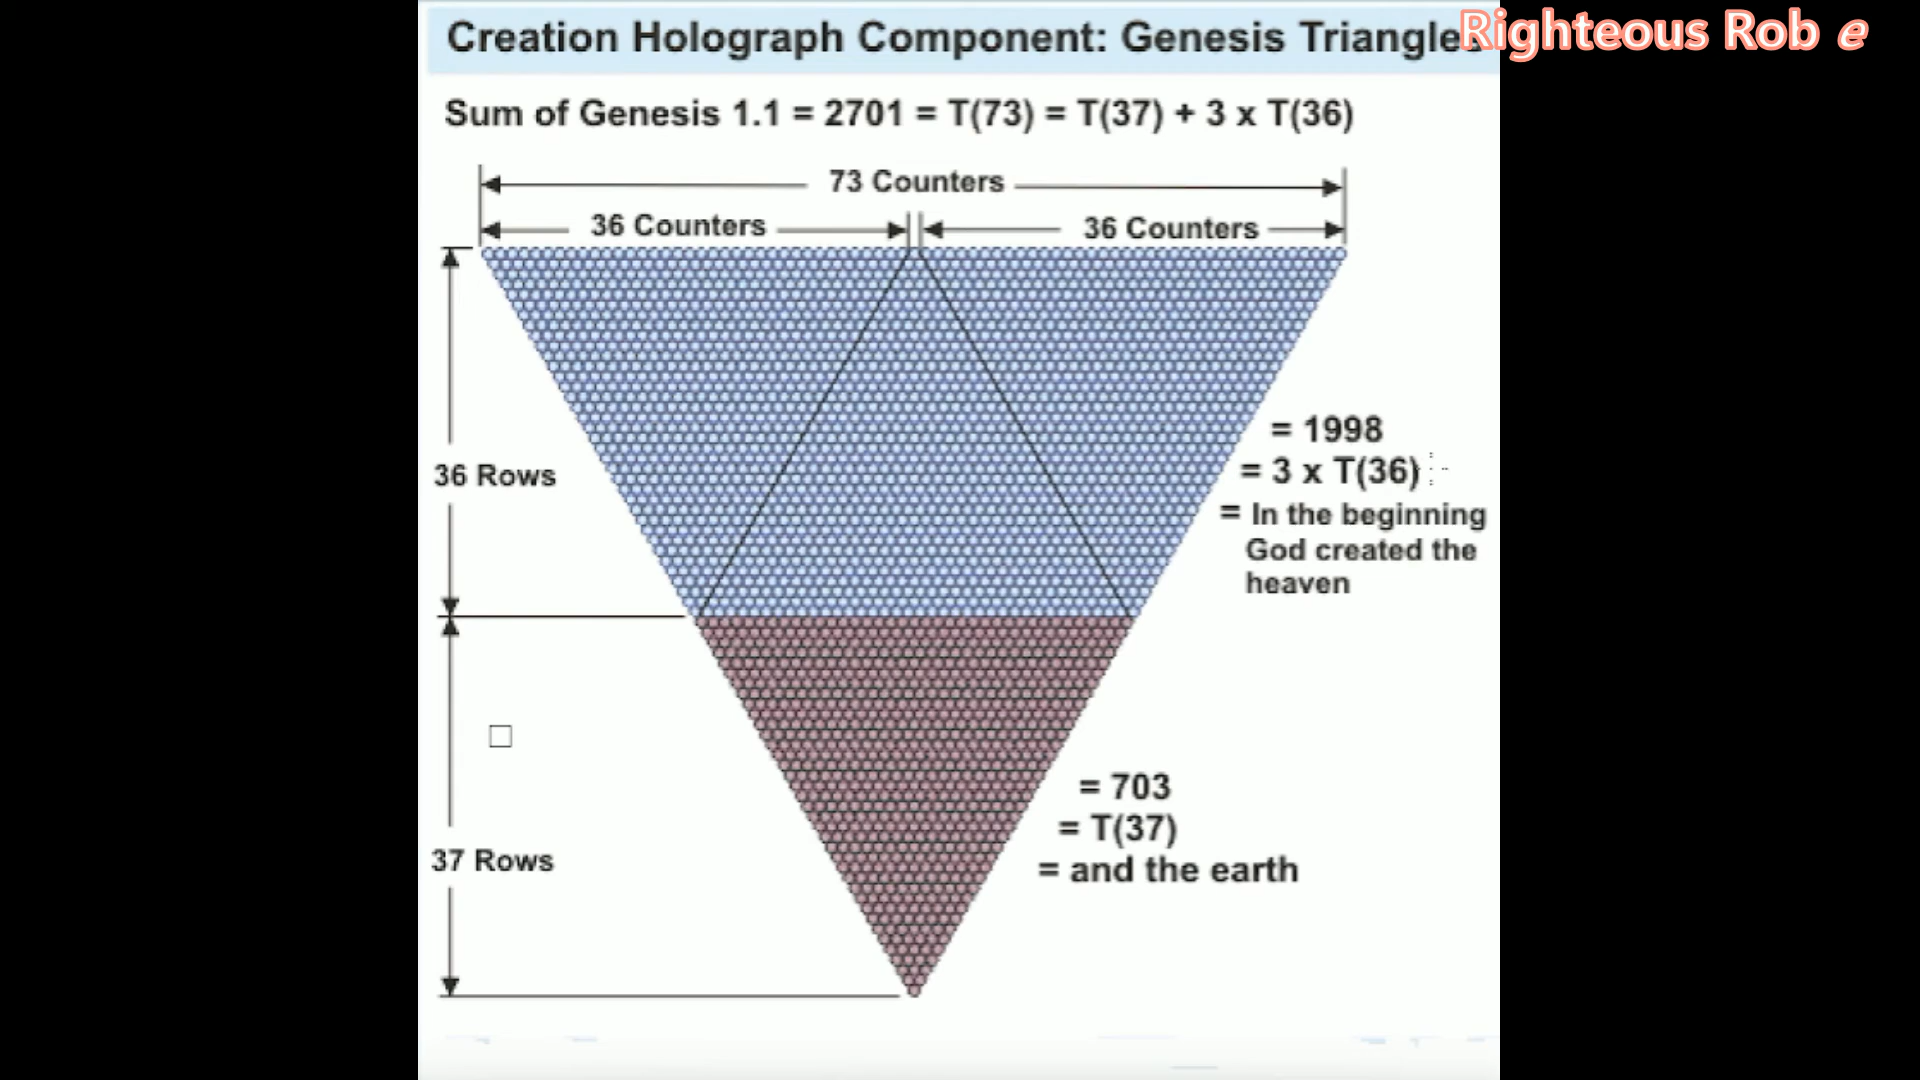 Creation Holograph Component: Genesis Triangles
Righteous Rob e
Sum of Genesis 1.1 = 2701 = T(73) = T(37) + 3 x T(36)
73 Counters
36 Counters
36 Counters
= 1998
= 3 x T(36)
36 Rows
= In the beginning
God created the
heaven
= 703
= T(37)
37 Rows
= and the earth